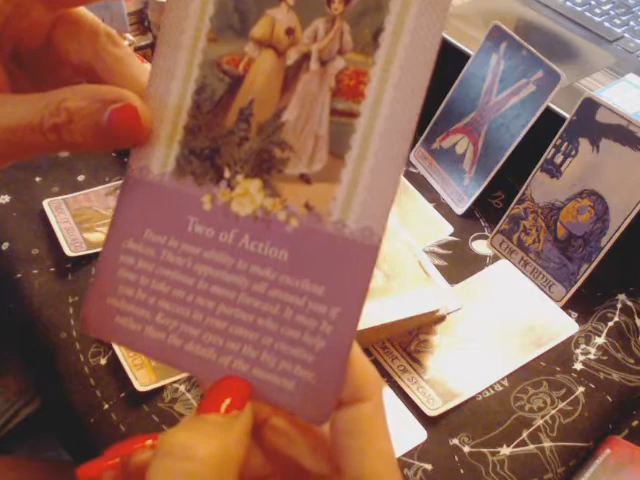 Two of Action
Trust in your ability to make excellent
choices. There's opportunity all around you if
you just continue to move forward. It may be
time to take on a new partner who can help
you be a success in your career or creative
endeavors. Keep your eyes on the big picture,
rather than the details of the moment.
THE HERMIT
ARIES